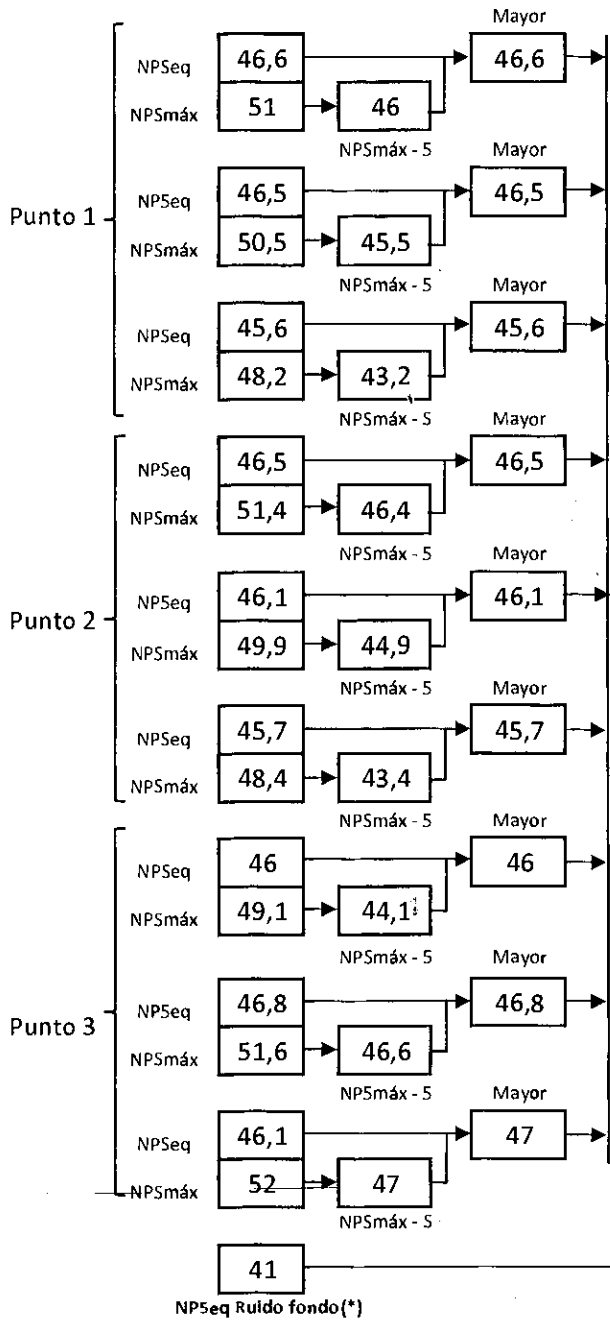 Mayor
NPSeq 46,6 46,6
NPSmáx 51 46
NPSmáx - 5
Mayor
Punto 1
NPSeq 46,5 46,5
NPSmáx 50,5 45,5
NPSmáx - 5
Mayor
NPSeq 45,6 45,6
NPSmáx 48,2 43,2
NPSmáx - 5
Mayor
NPSeq 46,5 46,5
NPSmáx 51,4 46,4
NPSmáx - 5
Mayor
Punto 2
NPSeq 46,1 46,1
NPSmáx 49,9 44,9
NPSmáx - 5
Mayor
NPSeq 45,7 45,7
NPSmáx 48,4 43,4
NPSmáx - 5
Mayor
NPSeq 46 46
NPSmáx 49,1 44,1
NPSmáx - 5
Mayor
Punto 3
NPSeq 46,8 46,8
NPSmáx 51,6 46,6
NPSmáx - 5
Mayor
NPSeq 46,1 47
NPSmáx 52 47
NPSmáx - 5
41
NPSeq Ruido fondo(*)